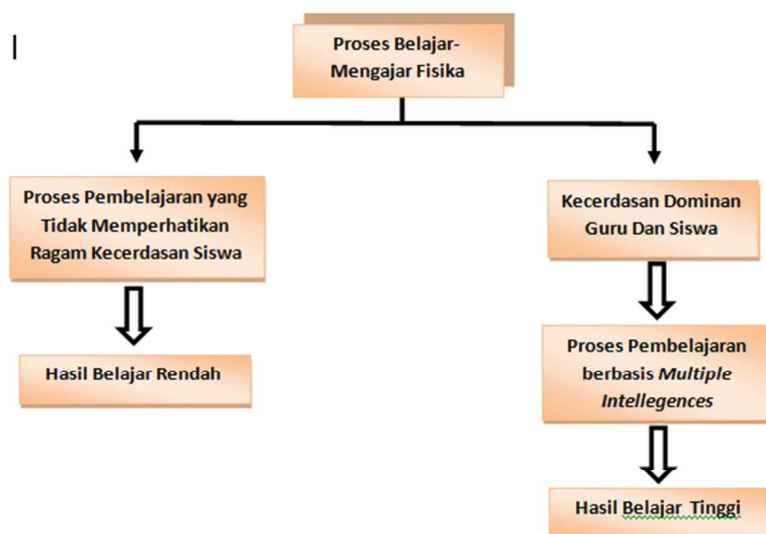 Proses Belajar-
Mengajar Fisika
Proses Pembelajaran yang
Tidak Memperhatikan
Ragam Kecerdasan Siswa
Hasil Belajar Rendah
Kecerdasan Dominan
Guru Dan Siswa
Proses Pembelajaran
berbasis Multiple
Intellegences
Hasil Belajar Tinggi